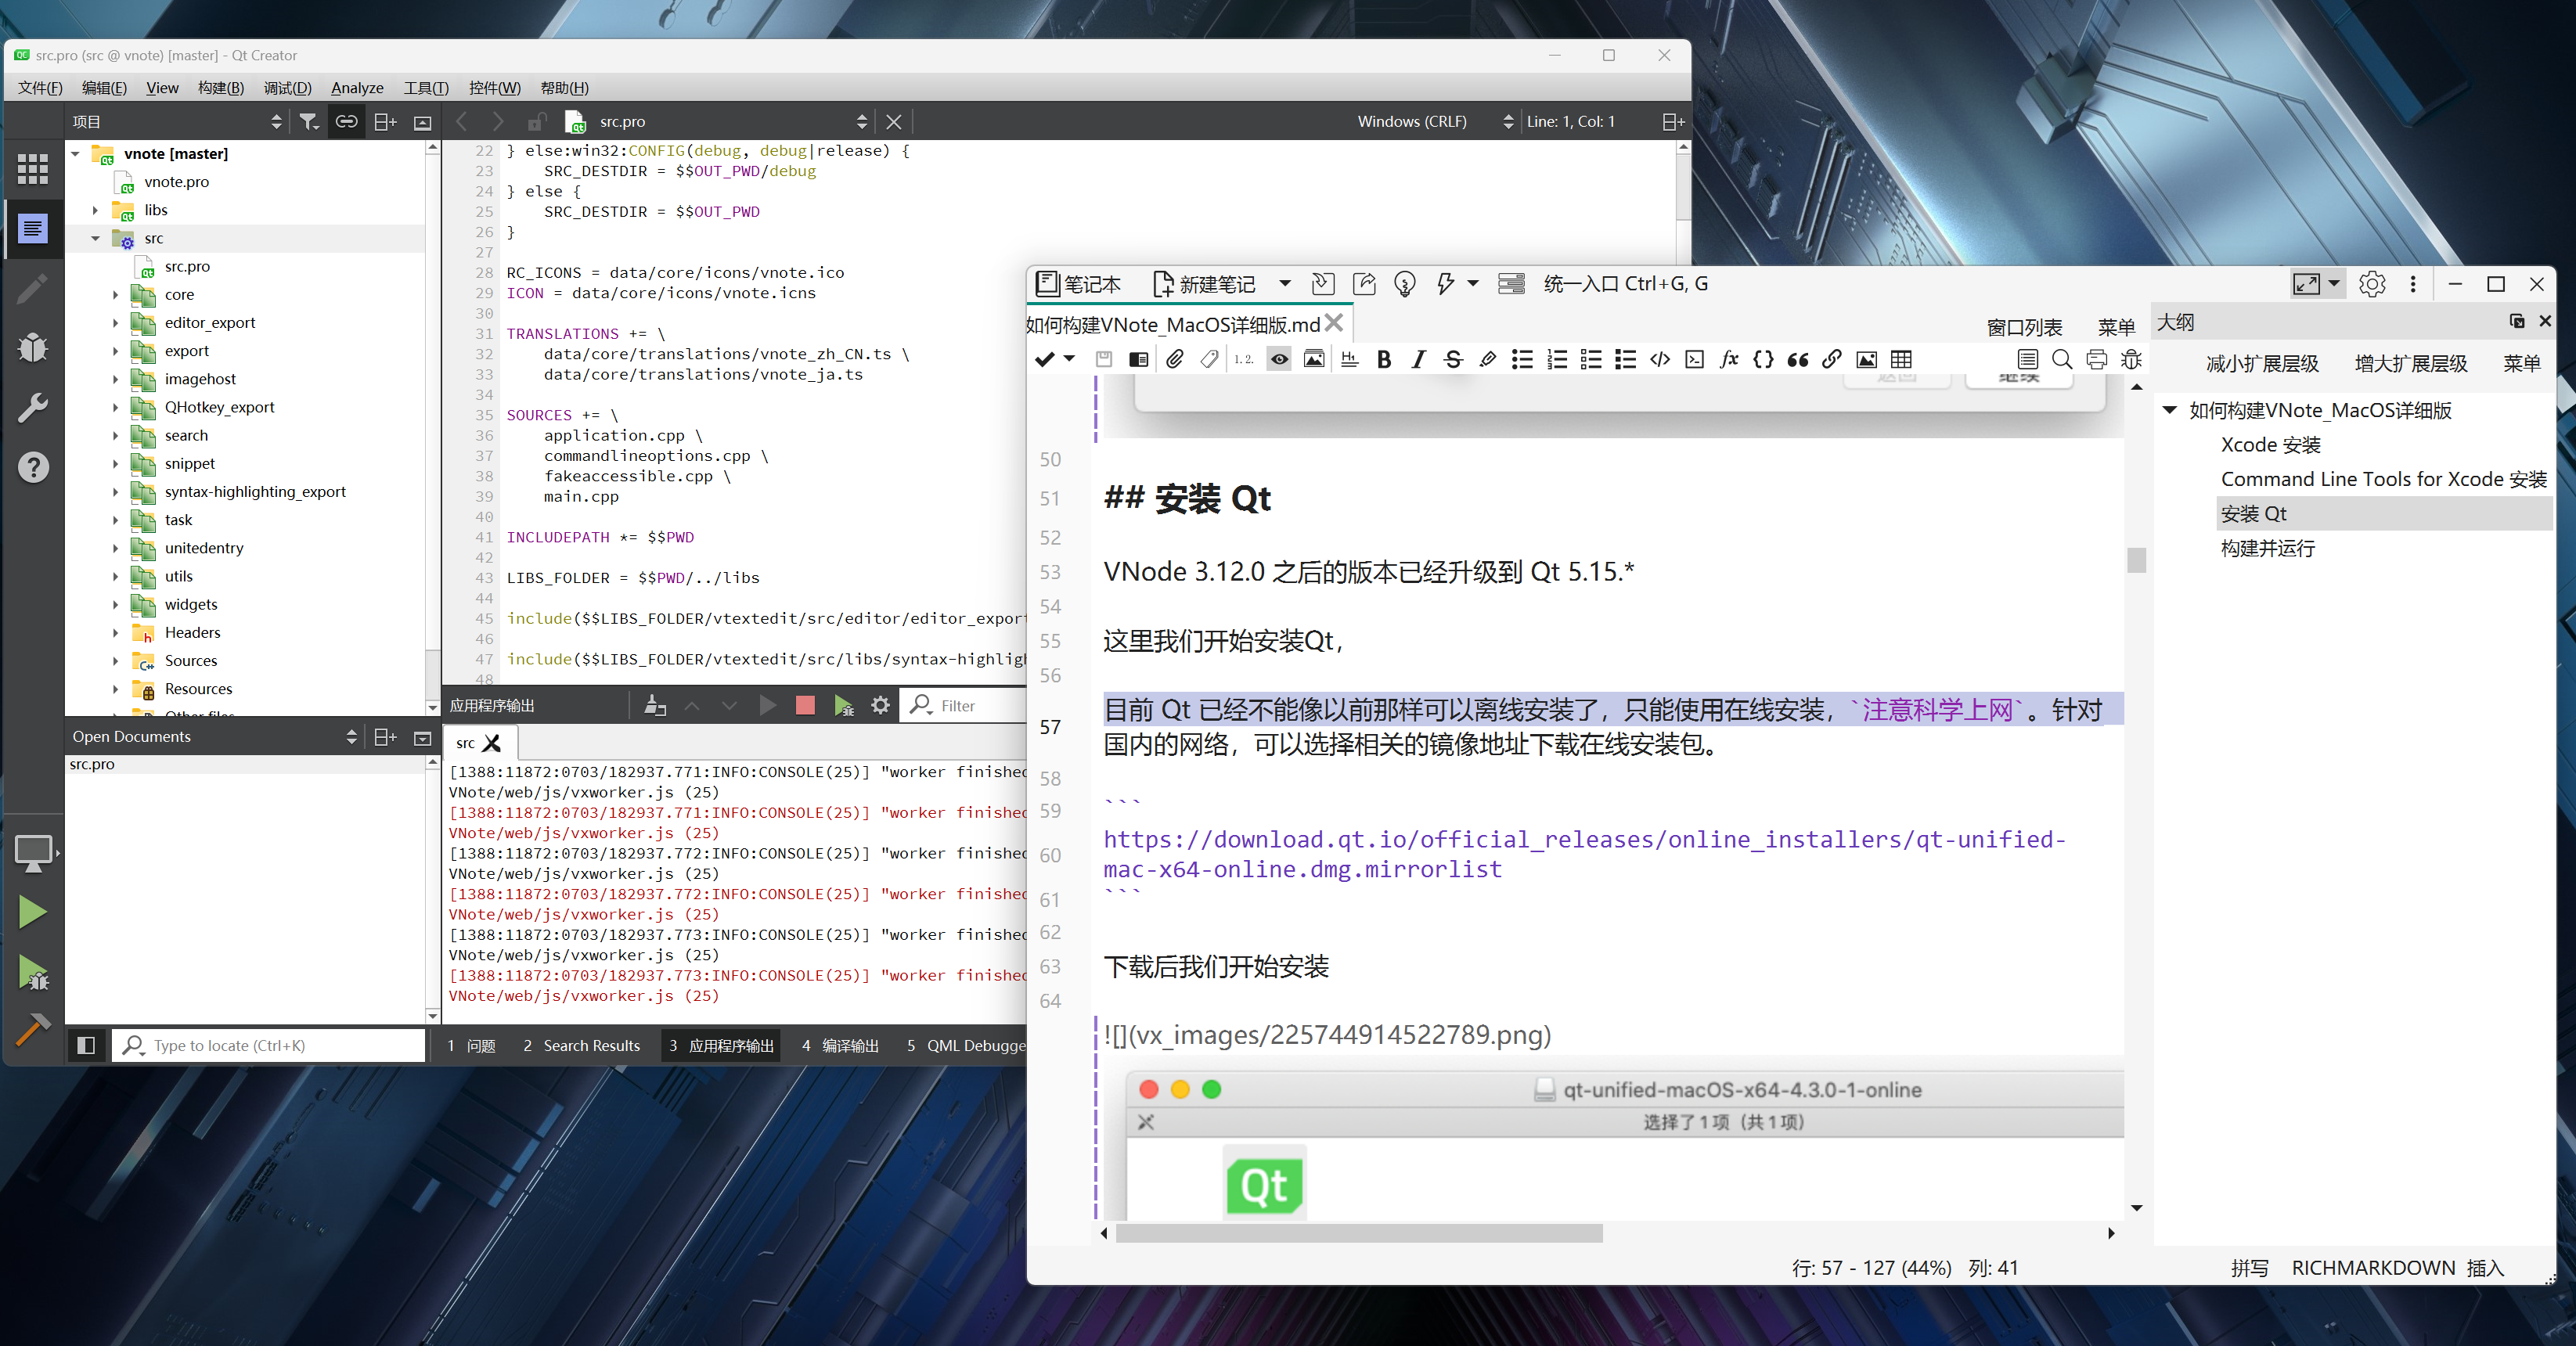 src.pro (src @ vnote) [master] - Qt Creator
文件(F) 编辑(E) View 构建(B) 调试(D) Analyze 工具(T) 控件(W) 帮助(H)
项目
src.pro
Windows (CRLF)
Line: 1, Col: 1
vnote [master]
vnote.pro
libs
src
src.pro
core
editor_export
export
imagehost
QHotkey_export
search
snippet
syntax-highlighting_export
task
unitedentry
utils
widgets
Headers
Sources
Resources
Other files
Open Documents
src.pro
Type to locate (Ctrl+K)
22 } else:win32:CONFIG(debug, debug|release) {
23 SRC_DESTDIR = $$OUT_PWD/debug
24 } else {
25 SRC_DESTDIR = $$OUT_PWD
26 }
27
28 RC_ICONS = data/core/icons/vnote.ico
29 ICON = data/core/icons/vnote.icns
30
31 TRANSLATIONS += \
32 data/core/translations/vnote_zh_CN.ts \
33 data/core/translations/vnote_ja.ts
34
35 SOURCES += \
36 application.cpp \
37 commandlineoptions.cpp \
38 fakeaccessible.cpp \
39 main.cpp
40
41 INCLUDEPATH *= $$PWD
42
43 LIBS_FOLDER = $$PWD/../libs
44
45 include($$LIBS_FOLDER/vtextedit/src/editor/editor_export
46
47 include($$LIBS_FOLDER/vtextedit/src/libs/syntax-highligh
48
应用程序输出
Filter
src
[1388:11872:0703/182937.771:INFO:CONSOLE(25)] "worker finished
VNote/web/js/vxworker.js (25)
[1388:11872:0703/182937.771:INFO:CONSOLE(25)] "worker finished
VNote/web/js/vxworker.js (25)
[1388:11872:0703/182937.772:INFO:CONSOLE(25)] "worker finished
VNote/web/js/vxworker.js (25)
[1388:11872:0703/182937.772:INFO:CONSOLE(25)] "worker finished
VNote/web/js/vxworker.js (25)
[1388:11872:0703/182937.773:INFO:CONSOLE(25)] "worker finished
VNote/web/js/vxworker.js (25)
[1388:11872:0703/182937.773:INFO:CONSOLE(25)] "worker finished
VNote/web/js/vxworker.js (25)
1 问题 2 Search Results 3 应用程序输出 4 编译输出 5 QML Debugge
笔记本 新建笔记 统一入口 Ctrl+G, G
如何构建VNote_MacOS详细版.md
窗口列表 菜单
返回 继续
50
51 ## 安装 Qt
52
53 VNode 3.12.0 之后的版本已经升级到 Qt 5.15.*
54
55 这里我们开始安装Qt，
56
57 目前 Qt 已经不能像以前那样可以离线安装了，只能使用在线安装，`注意科学上网`。针对
国内的网络，可以选择相关的镜像地址下载在线安装包。
58
59 ```
60 https://download.qt.io/official_releases/online_installers/qt-unified-
mac-x64-online.dmg.mirrorlist
61 ```
62
63 下载后我们开始安装
64
![](vx_images/225744914522789.png)
qt-unified-macOS-x64-4.3.0-1-online
选择了 1 项（共 1 项）
Qt
行: 57 - 127 (44%) 列: 41
拼写 RICHMARKDOWN 插入
大纲
减小扩展层级 增大扩展层级 菜单
如何构建VNote_MacOS详细版
Xcode 安装
Command Line Tools for Xcode 安装
安装 Qt
构建并运行